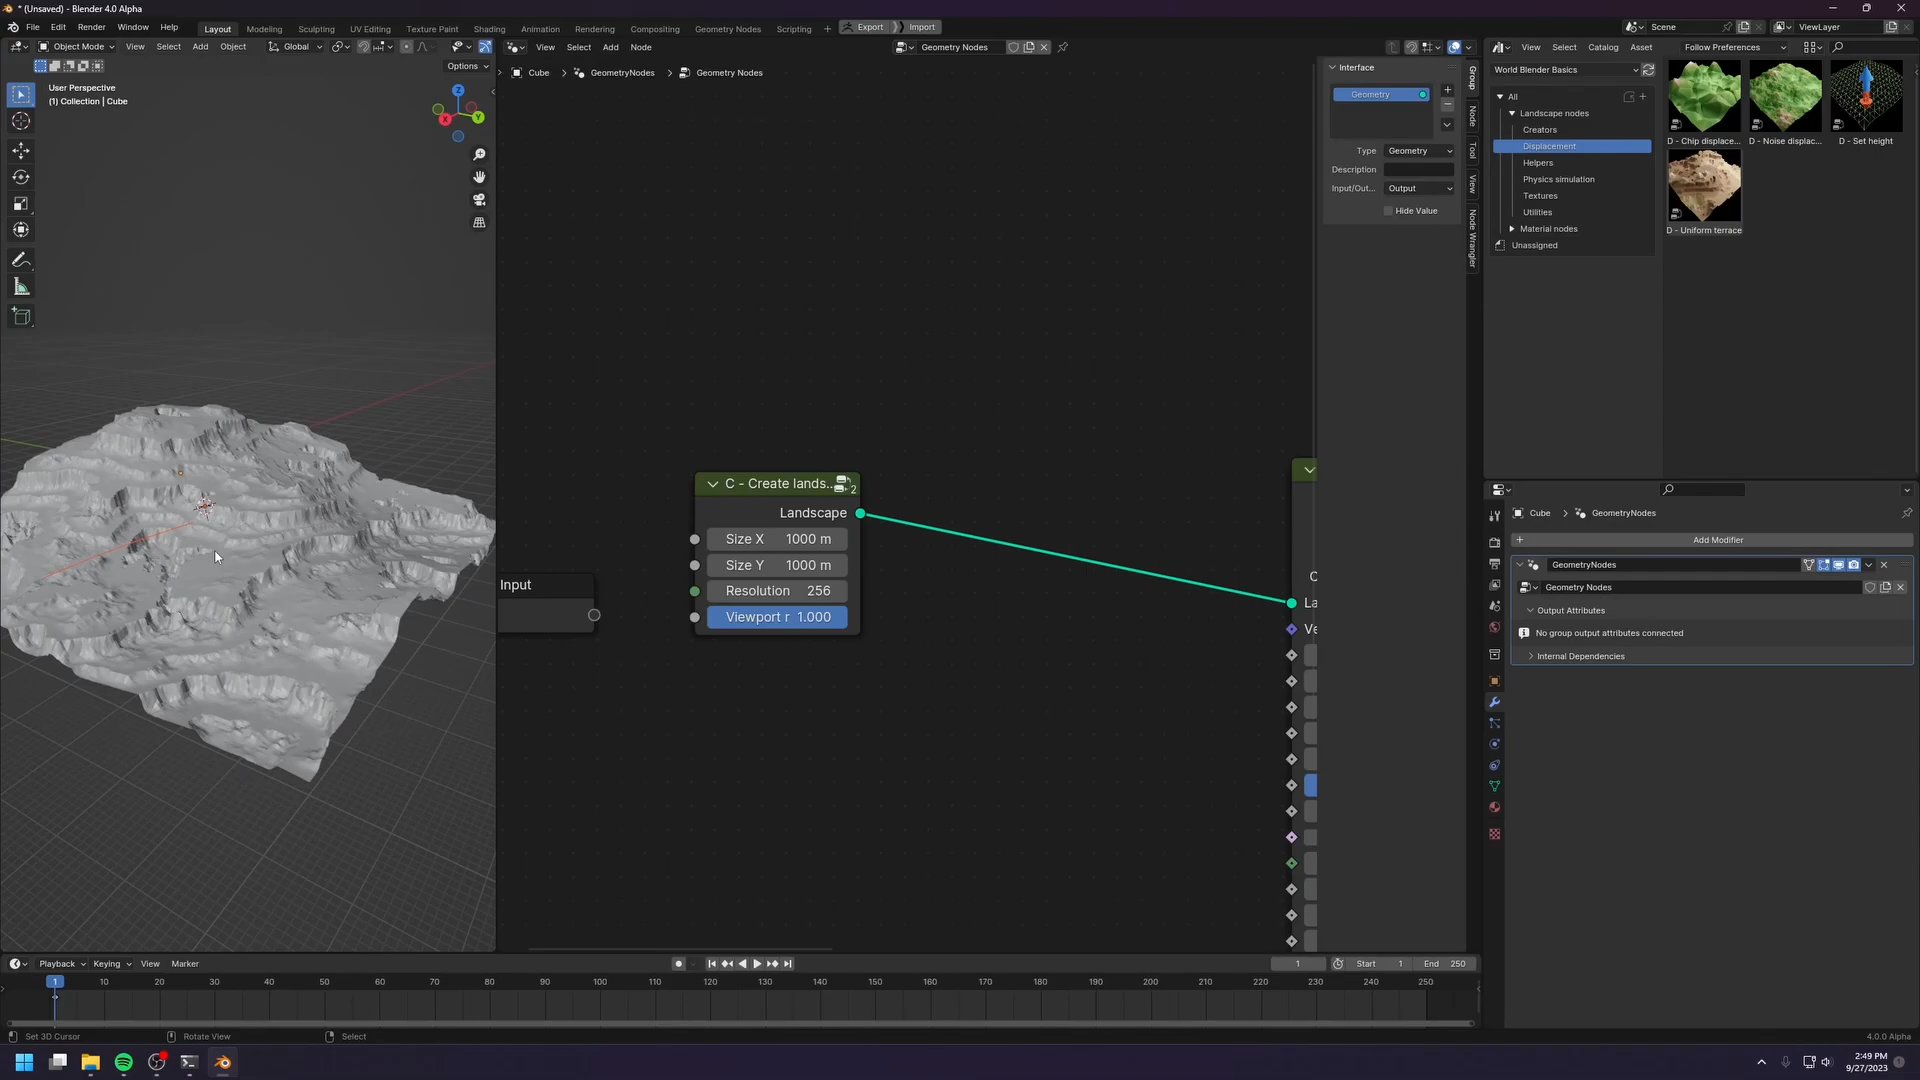 * (Unsaved) - Blender 4.0 Alpha
File Edit Render Window Help
Layout Modeling Sculpting UV Editing Texture Paint Shading Animation Rendering Compositing Geometry Nodes Scripting
Export Import
Scene
ViewLayer
Object Mode View Select Add Object Global
View Select Add Node
Geometry Nodes
View Select Catalog Asset Follow Preferences
Options
Cube GeometryNodes Geometry Nodes
User Perspective
(1) Collection | Cube
Z
X
Y
Interface
Geometry
Type Geometry
Description
Input/Out... Output
Hide Value
Group
Node
Tool
View
Node Wrangler
World Blender Basics
All
Landscape nodes
Creators
Displacement
Helpers
Physics simulation
Textures
Utilities
Material nodes
Unassigned
D - Chip displace...
D - Noise displac...
D - Set height
D - Uniform terrace
Input
C - Create lands..
2
Landscape
Size X 1000 m
Size Y 1000 m
Resolution 256
Viewport r 1.000
Cube GeometryNodes
Add Modifier
GeometryNodes
Geometry Nodes
Output Attributes
No group output attributes connected
Internal Dependencies
Playback Keying View Marker
1 Start 1 End 250
1 10 20 30 40 50 60 70 80 90 100 110 120 130 140 150 160 170 180 190 200 210 220 230 240 250
Set 3D Cursor Rotate View Select
4.0.0 Alpha
2:49 PM
9/27/2023
1